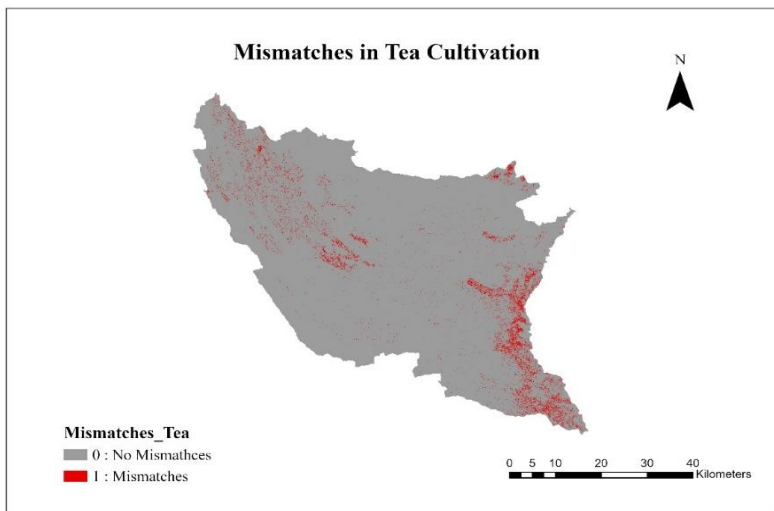 Mismatches in Tea Cultivation
N
Mismatches_Tea
0 : No Mismathces
1 : Mismatches
0 5 10 20 30 40
Kilometers